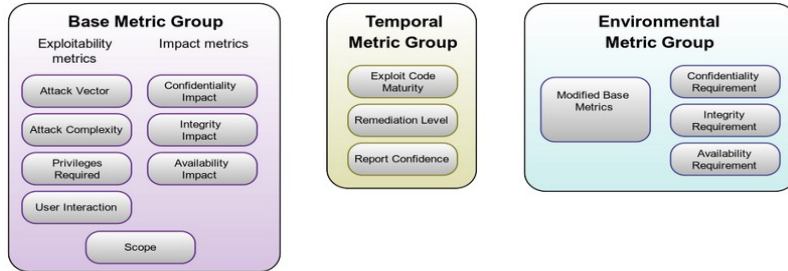 Base Metric Group
Exploitability
metrics
Impact metrics
Attack Vector
Attack Complexity
Privileges
Required
User Interaction
Confidentiality
Impact
Integrity
Impact
Availability
Impact
Scope
Temporal
Metric Group
Exploit Code
Maturity
Remediation Level
Report Confidence
Environmental
Metric Group
Modified Base
Metrics
Confidentiality
Requirement
Integrity
Requirement
Availability
Requirement